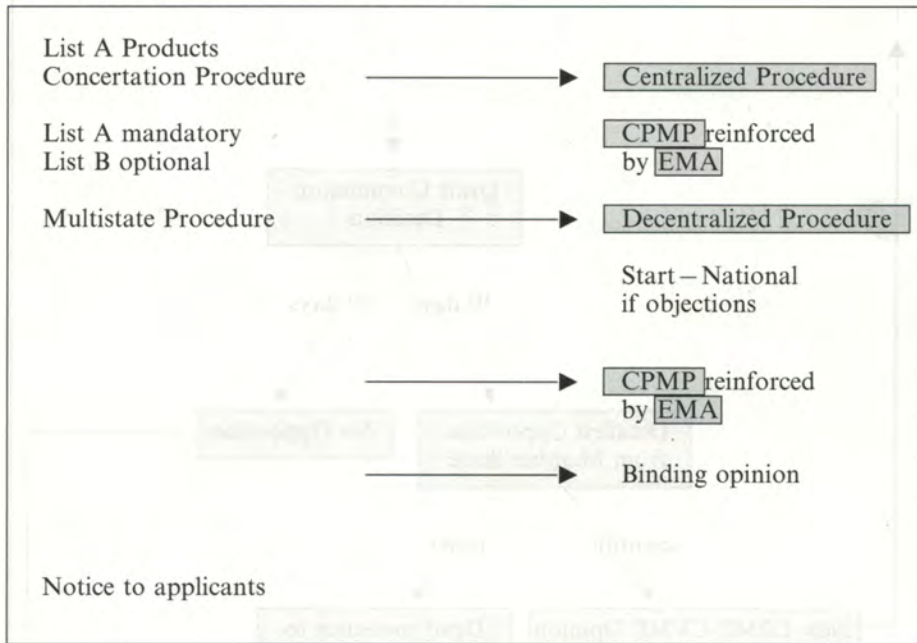 List A Products
Concertation Procedure Centralized Procedure
List A mandatory CPMP reinforced
List B optional by EMA
Multistate Procedure Decentralized Procedure
Start – National
if objections
CPMP reinforced
by EMA
Binding opinion
Notice to applicants